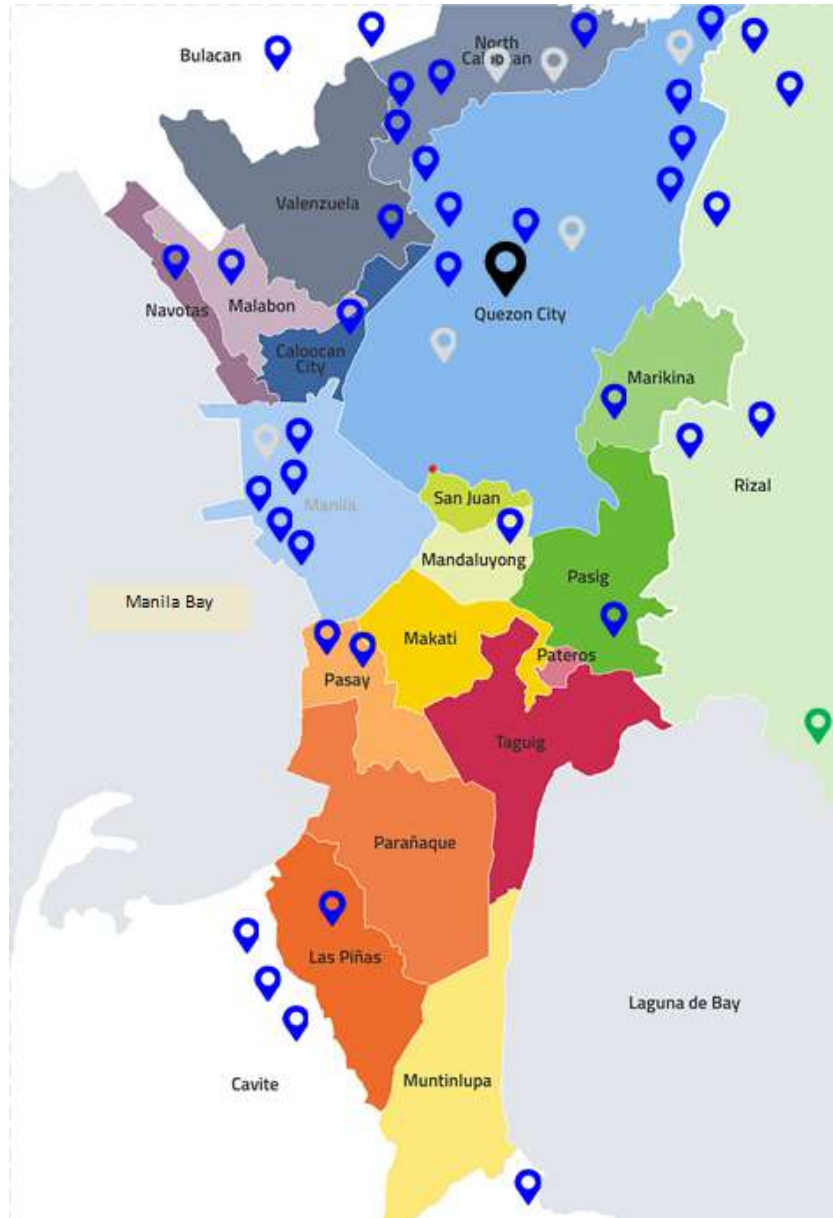 Bulacan
North
Caloocan
Valenzuela
Navotas
Malabon
Caloocan
City
Quezon City
Marikina
Rizal
San Juan
Manila
Mandaluyong
Pasig
Manila Bay
Makati
Pateros
Pasay
Taguig
Parañaque
Las Piñas
Laguna de Bay
Cavite
Muntinlupa